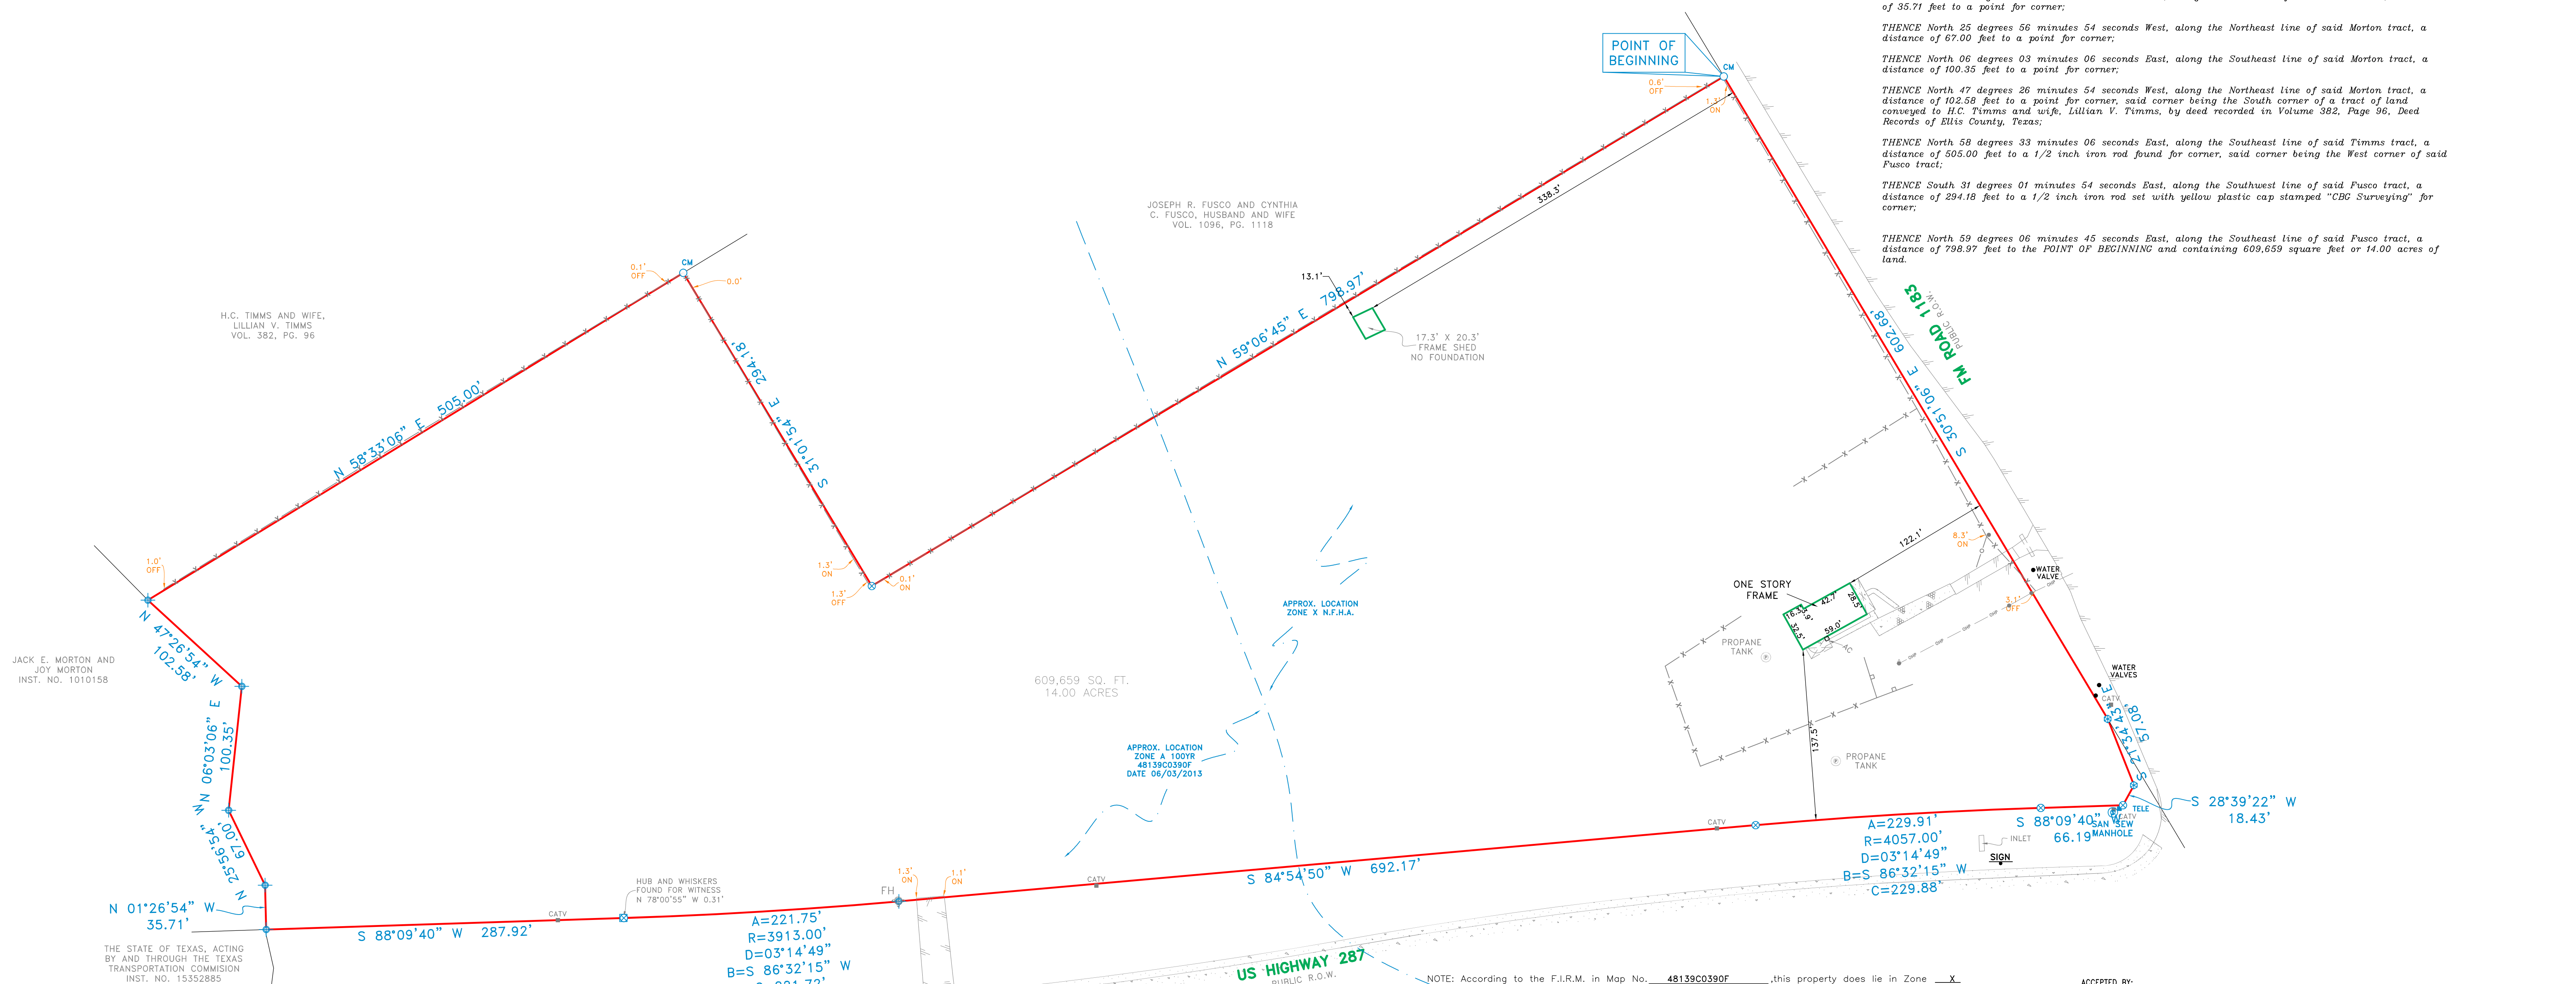 of 35.71 feet to a point for corner;
THENCE North 25 degrees 56 minutes 54 seconds West, along the Northeast line of said Morton tract, a
distance of 67.00 feet to a point for corner;
THENCE North 06 degrees 03 minutes 06 seconds East, along the Southeast line of said Morton tract, a
distance of 100.35 feet to a point for corner;
THENCE North 47 degrees 26 minutes 54 seconds West, along the Northeast line of said Morton tract, a
distance of 102.58 feet to a point for corner, said corner being the South corner of a tract of land
conveyed to H.C. Timms and wife, Lillian V. Timms, by deed recorded in Volume 382, Page 96, Deed
Records of Ellis County, Texas;
THENCE North 58 degrees 33 minutes 06 seconds East, along the Southeast line of said Timms tract, a
distance of 505.00 feet to a 1/2 inch iron rod found for corner, said corner being the West corner of said
Fusco tract;
THENCE South 31 degrees 01 minutes 54 seconds East, along the Southwest line of said Fusco tract, a
distance of 294.18 feet to a 1/2 inch iron rod set with yellow plastic cap stamped "CBG Surveying" for
corner;
THENCE North 59 degrees 06 minutes 45 seconds East, along the Southeast line of said Fusco tract, a
distance of 798.97 feet to the POINT OF BEGINNING and containing 609,659 square feet or 14.00 acres of
land.
POINT OF
BEGINNING
CM
0.6'
OFF
1.3'
ON
338.3'
JOSEPH R. FUSCO AND CYNTHIA
C. FUSCO, HUSBAND AND WIFE
VOL. 1096, PG. 1118
CM
0.1'
OFF
0.0'
13.1'
H.C. TIMMS AND WIFE,
LILLIAN V. TIMMS
VOL. 382, PG. 96
N 59°06'45" E 798.97'
17.3' X 20.3'
FRAME SHED
NO FOUNDATION
FM ROAD 1183
PUBLIC R.O.W.
S 30°51'06" E 602.68'
S 31°01'54" E 294.18'
N 58°33'06" E 505.00'
1.0'
OFF
1.3'
ON
1.3'
OFF
0.1'
ON
122.1'
8.3'
ON
WATER
VALVE
OHP
OHP
OHP
OHP
3.1'
OFF
ONE STORY
FRAME
16.3'
42.7'
28.5'
32.5'
59.0'
AC
PROPANE
TANK
APPROX. LOCATION
ZONE X N.F.H.A.
N 47°26'54" W
102.58'
JACK E. MORTON AND
JOY MORTON
INST. NO. 1010158
609,659 SQ. FT.
14.00 ACRES
WATER
VALVES
CATV
S 21°34'43" E
57.08'
N 06°03'06" E
100.35'
137.5'
APPROX. LOCATION
ZONE A 100YR
48139C0390F
DATE 06/03/2013
PROPANE
TANK
S 28°39'22" W
18.43'
TELE
CATV
SAN SEW
MANHOLE
S 88°09'40" W
66.19'
CATV
A=229.91'
R=4057.00'
D=03°14'49"
B=S 86°32'15" W
C=229.88'
INLET
SIGN
N 25°56'54" W
67.00'
S 84°54'50" W 692.17'
CATV
1.3'
ON
1.1'
ON
FH
HUB AND WHISKERS
FOUND FOR WITNESS
N 78°00'55" W 0.31'
N 01°26'54" W
35.71'
CATV
S 88°09'40" W 287.92'
A=221.75'
R=3913.00'
D=03°14'49"
B=S 86°32'15" W
THE STATE OF TEXAS, ACTING
BY AND THROUGH THE TEXAS
TRANSPORTATION COMMISION
INST. NO. 15352885
US HIGHWAY 287
PUBLIC R.O.W.
NOTE: According to the F.I.R.M. in Map No. 48139C0390F ,this property does lie in Zone X
ACCEPTED BY: